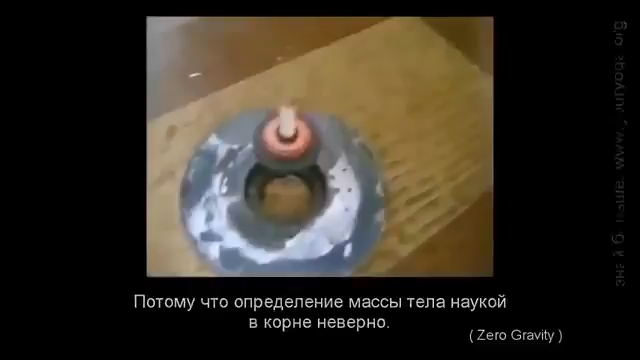 Потому что определение массы тела наукой
в корне неверно.
( Zero Gravity )